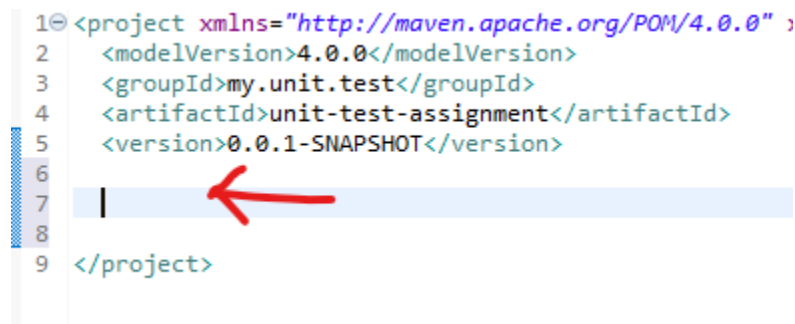 1 <project xmlns="http://maven.apache.org/POM/4.0.0"
2 <modelVersion>4.0.0</modelVersion>
3 <groupId>my.unit.test</groupId>
4 <artifactId>unit-test-assignment</artifactId>
5 <version>0.0.1-SNAPSHOT</version>
6
7
8
9 </project>